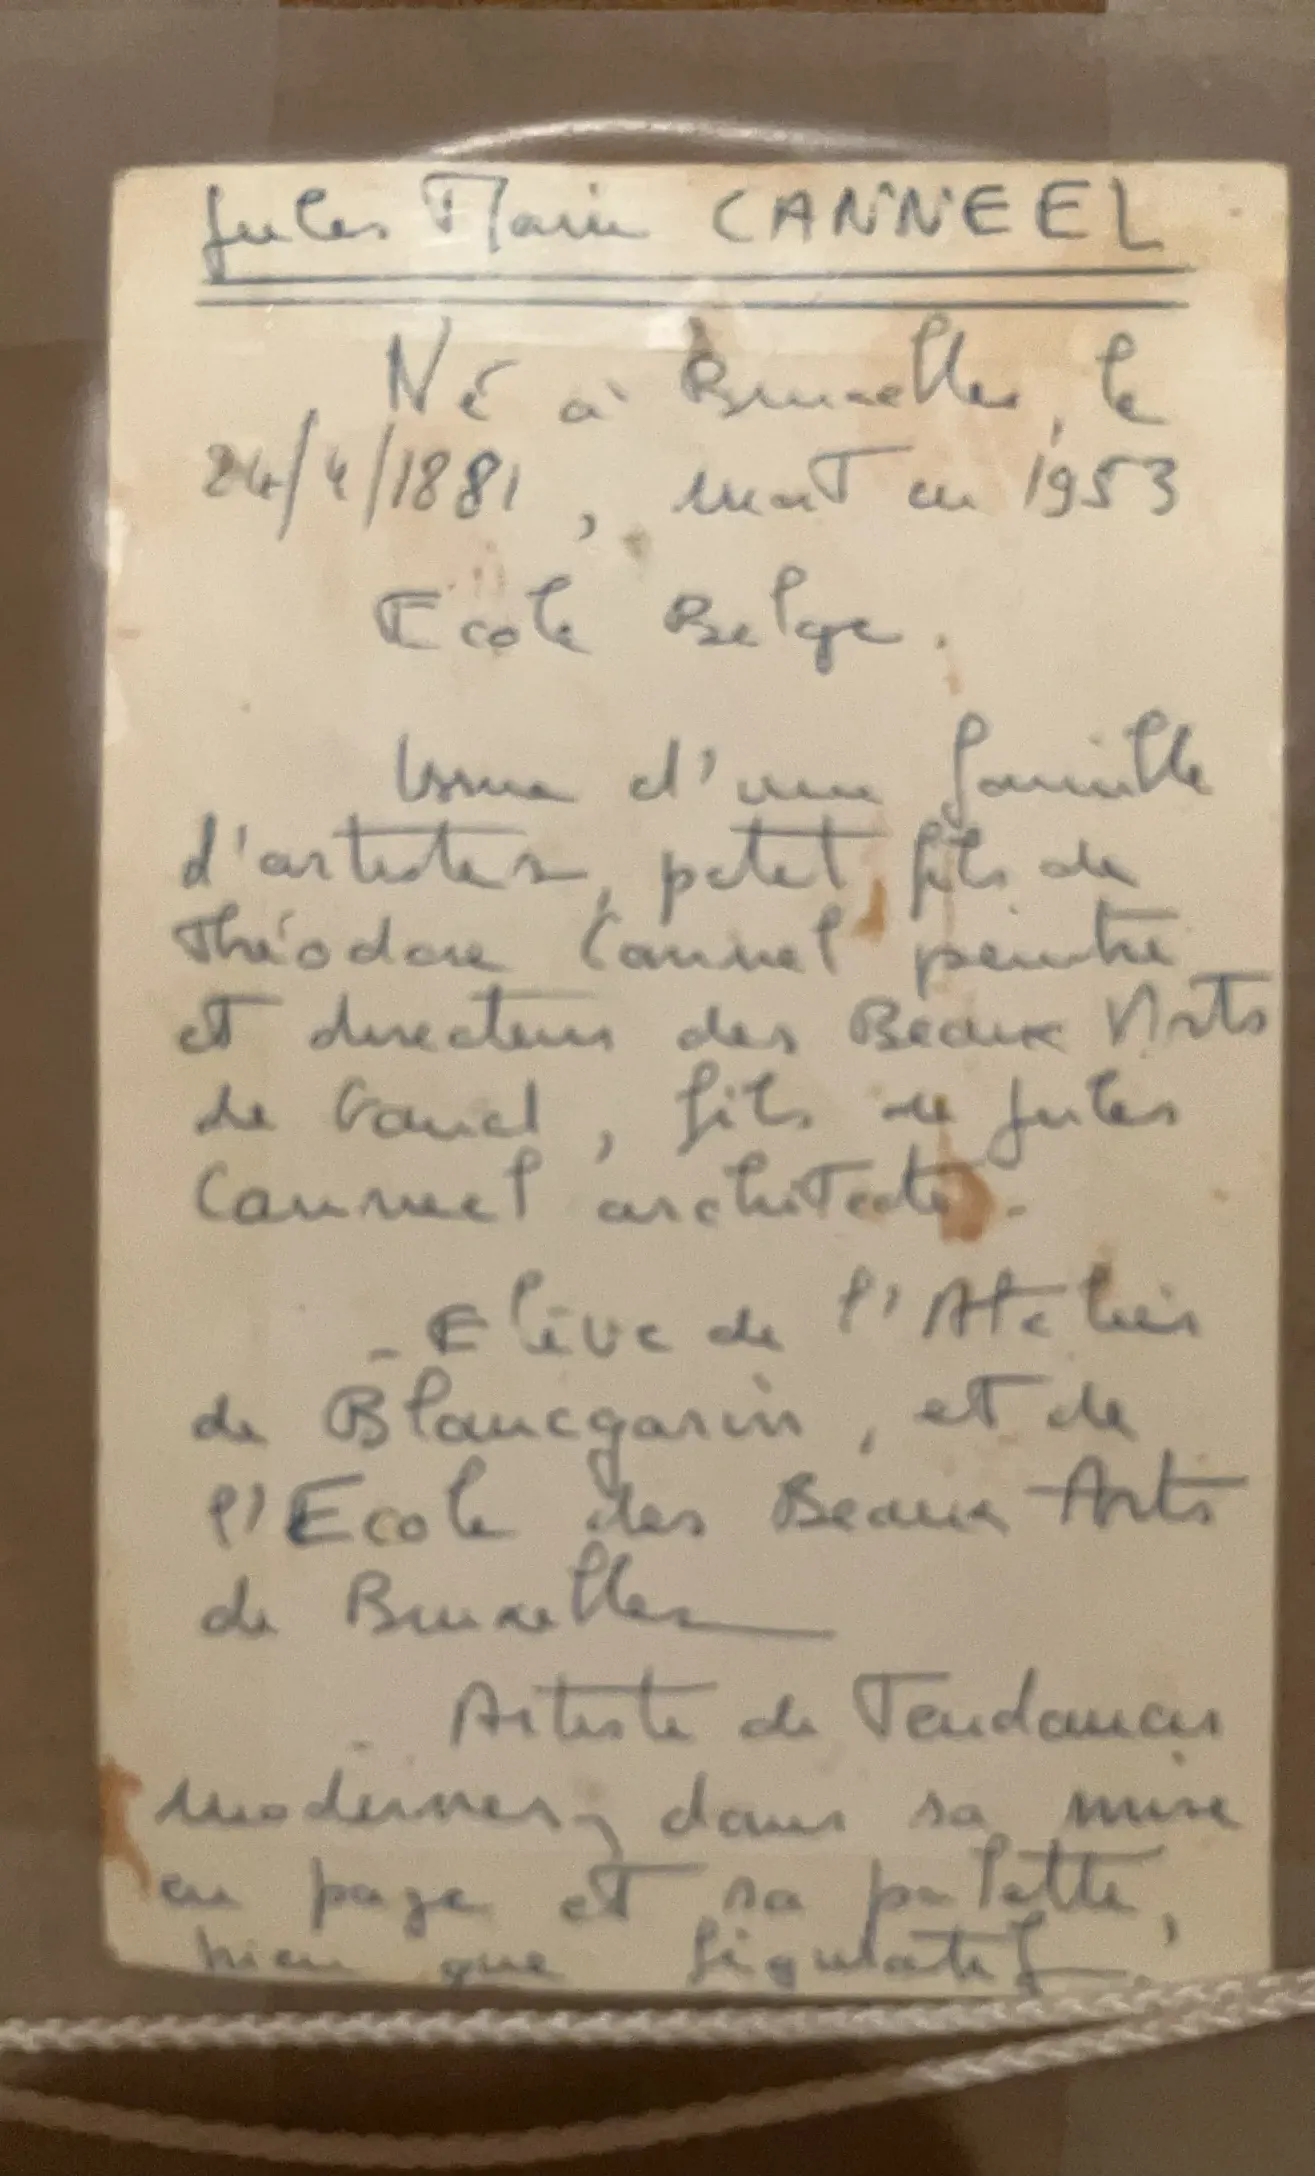 Jules Marie CANNEEL
Né à Bruxelles, le
24/4/1881, mort en 1953
Ecole Belge.
Issue d'une famille
d'artistes, petit fils de
Théodore Canneel peintre
et directeur des Beaux Arts
de Gand, fils de Jules
Canneel architecte.
- Elève de l'Atelier
de Blancgarin, et de
l'Ecole des Beaux Arts
de Bruxelles
- Artiste de Tendances
modernes, dans sa mise
en page et sa palette,
bien que figuratif.